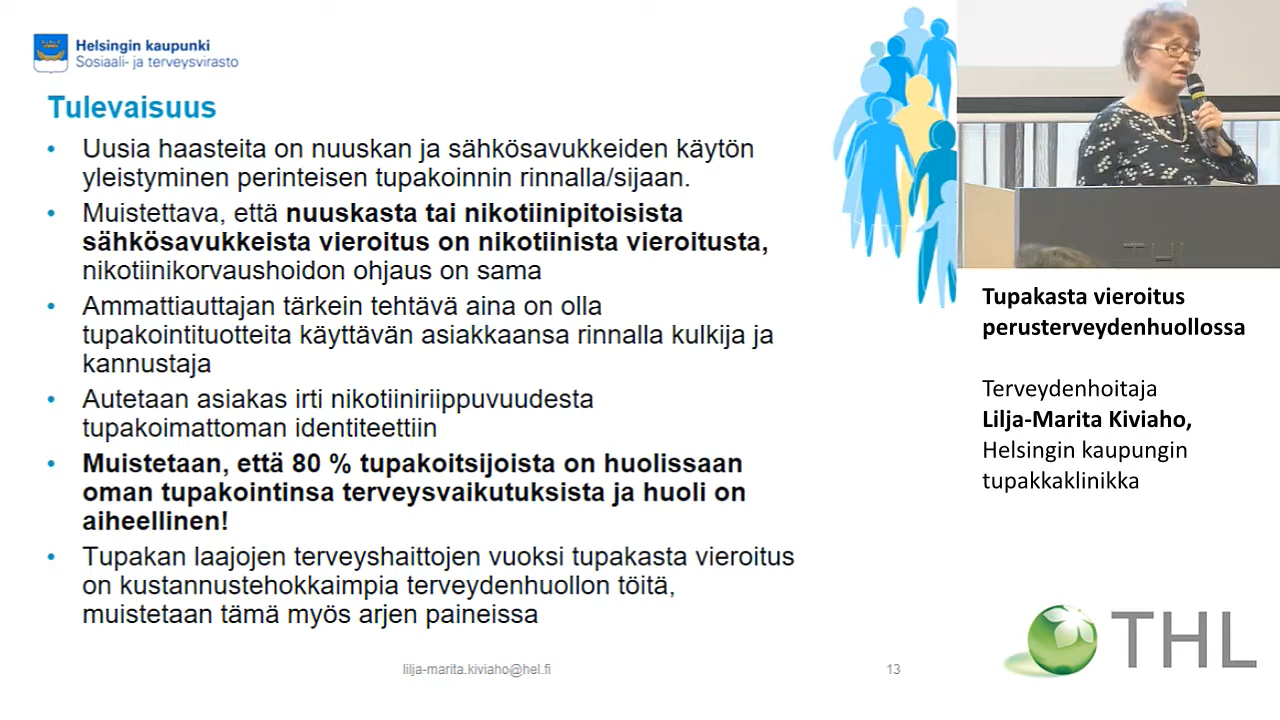 Helsingin kaupunki
Sosiaali- ja terveysvirasto
Tulevaisuus
• Uusia haasteita on nuuskan ja sähkösavukkeiden käytön
yleistyminen perinteisen tupakoinnin rinnalla/sijaan.
• Muistettava, että nuuskasta tai nikotiinipitoisista
sähkösavukkeista vieroitus on nikotiinista vieroitusta,
nikotiinikorvaushoidon ohjaus on sama
• Ammattiauttajan tärkein tehtävä aina on olla
tupakointituotteita käyttävän asiakkaansa rinnalla kulkija ja
kannustaja
• Autetaan asiakas irti nikotiiniriippuvuudesta
tupakoimattoman identiteettiin
• Muistetaan, että 80 % tupakoitsijoista on huolissaan
oman tupakointinsa terveysvaikutuksista ja huoli on
aiheellinen!
• Tupakan laajojen terveyshaittojen vuoksi tupakasta vieroitus
on kustannustehokkaimpia terveydenhuollon töitä,
muistetaan tämä myös arjen paineissa
lilja-marita.kiviaho@hel.fi
13
Tupakasta vieroitus
perusterveydenhuollossa
Terveydenhoitaja
Lilja-Marita Kiviaho,
Helsingin kaupungin
tupakkaklinikka
THL